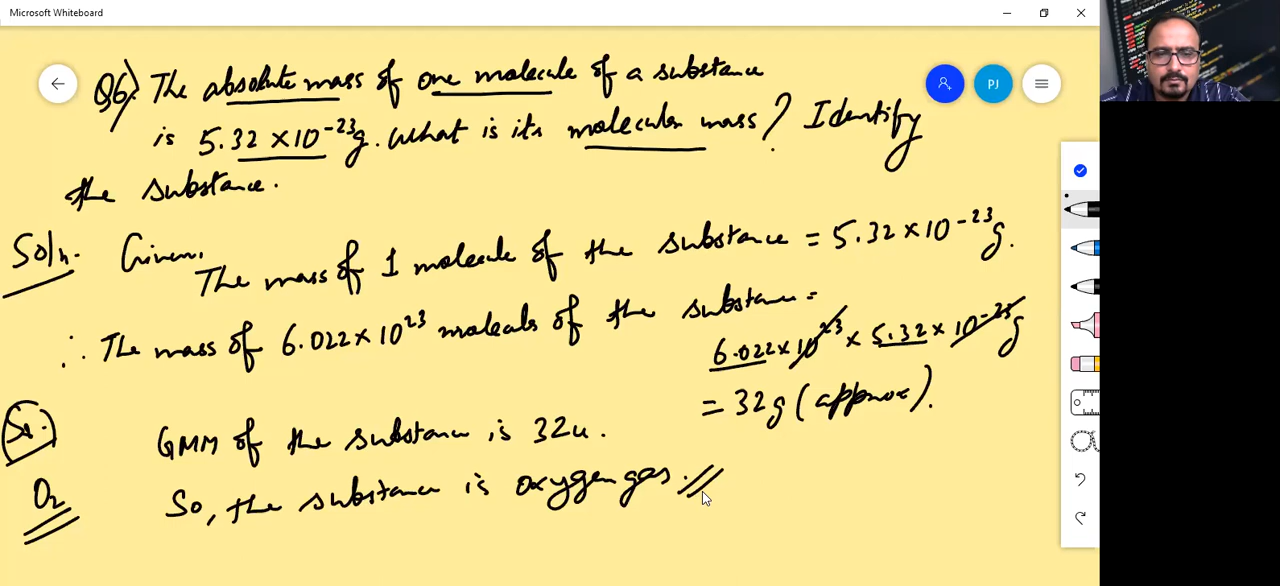 Microsoft Whiteboard
Q6) The absolute mass of one molecule of a substance
is 5.32 × 10⁻²³g. What is its molecular mass? Identify
the substance.
Soln. Given,
The mass of 1 molecule of the substance = 5.32 × 10⁻²³g.
∴ The mass of 6.022 × 10²³ molecules of the substance =
6.022 × 10²³ × 5.32 × 10⁻²³ g
= 32g (approx).
GMM of the substance is 32u.
So, the substance is oxygen gas.
O₂
PJ